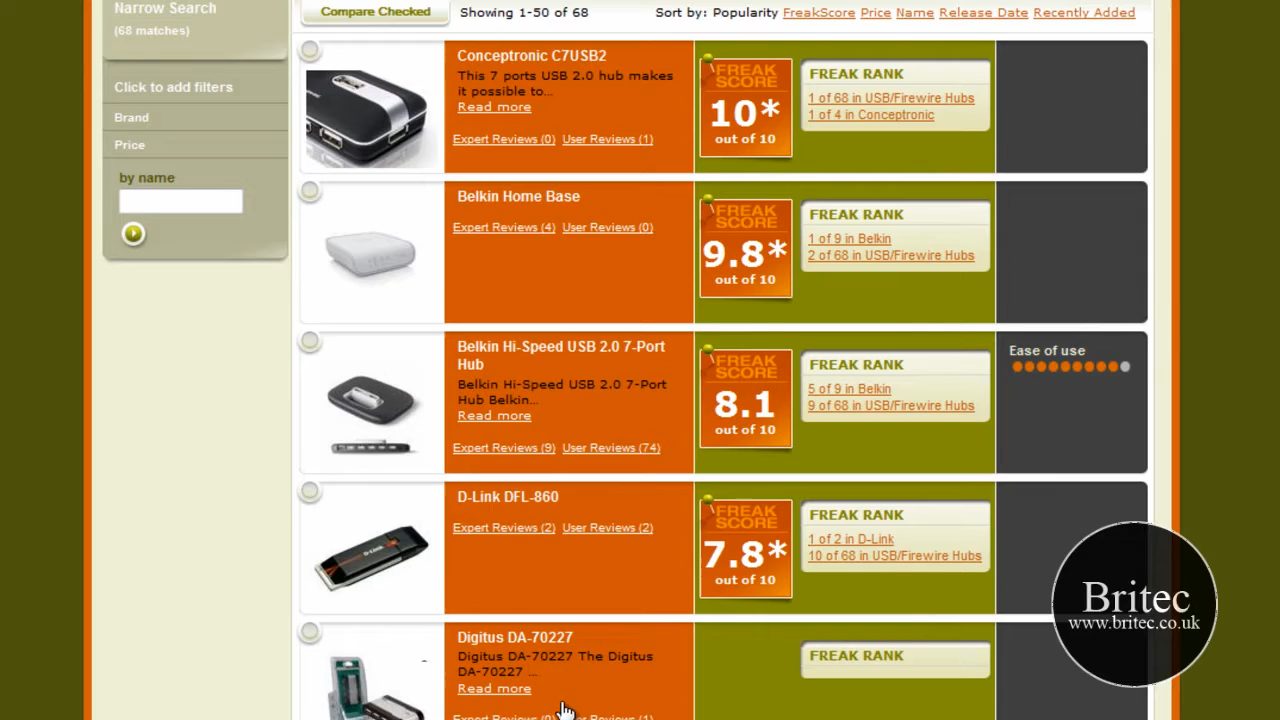 Narrow Search
(68 matches)
Click to add filters
Brand
Price
by name
Compare Checked
Showing 1-50 of 68
Sort by: Popularity FreakScore Price Name Release Date Recently Added
Conceptronic C7USB2
This 7 ports USB 2.0 hub makes
it possible to...
Read more
Expert Reviews (0) User Reviews (1)
FREAK
SCORE
10*
out of 10
FREAK RANK
1 of 68 in USB/Firewire Hubs
1 of 4 in Conceptronic
Belkin Home Base
Expert Reviews (4) User Reviews (0)
FREAK
SCORE
9.8*
out of 10
FREAK RANK
1 of 9 in Belkin
2 of 68 in USB/Firewire Hubs
Belkin Hi-Speed USB 2.0 7-Port
Hub
Belkin Hi-Speed USB 2.0 7-Port
Hub Belkin...
Read more
Expert Reviews (9) User Reviews (74)
FREAK
SCORE
8.1
out of 10
FREAK RANK
5 of 9 in Belkin
9 of 68 in USB/Firewire Hubs
Ease of use
D-Link DFL-860
Expert Reviews (2) User Reviews (2)
D-Link
FREAK
SCORE
7.8*
out of 10
FREAK RANK
1 of 2 in D-Link
10 of 68 in USB/Firewire Hubs
Digitus DA-70227
Digitus DA-70227 The Digitus
DA-70227 ...
Read more
Expert Reviews (0) User Reviews (1)
FREAK RANK
Britec
www.britec.co.uk